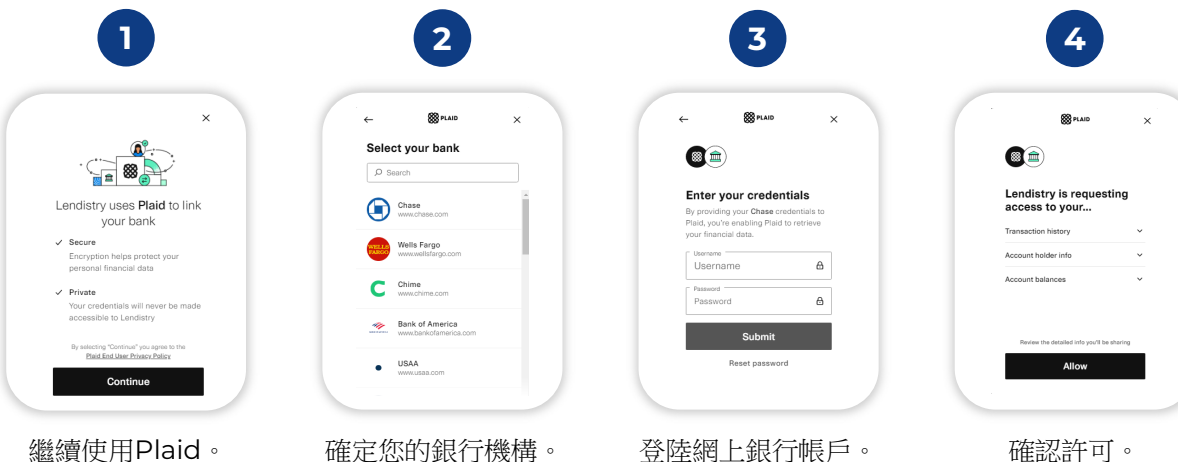 1
Lendistry uses Plaid to link
your bank
Secure
Encryption helps protect your
personal financial data
Private
Your credentials will never be made
accessible to Lendistry
By selecting "Continue" you agree to the
Plaid End User Privacy Policy
Continue
繼續使用Plaid。
2
PLAID
Select your bank
Search
Chase
www.chase.com
WELLS
FARGO
Wells Fargo
www.wellsfargo.com
Chime
www.chime.com
Bank of America
www.bankofamerica.com
USAA
www.usaa.com
確定您的銀行機構。
3
PLAID
Enter your credentials
By providing your Chase credentials to
Plaid, you're enabling Plaid to retrieve
your financial data.
Username
Username
Password
Password
Submit
Reset password
登陸網上銀行帳戶。
4
PLAID
Lendistry is requesting
access to your...
Transaction history
Account holder info
Account balances
Review the detailed info you'll be sharing
Allow
確認許可。